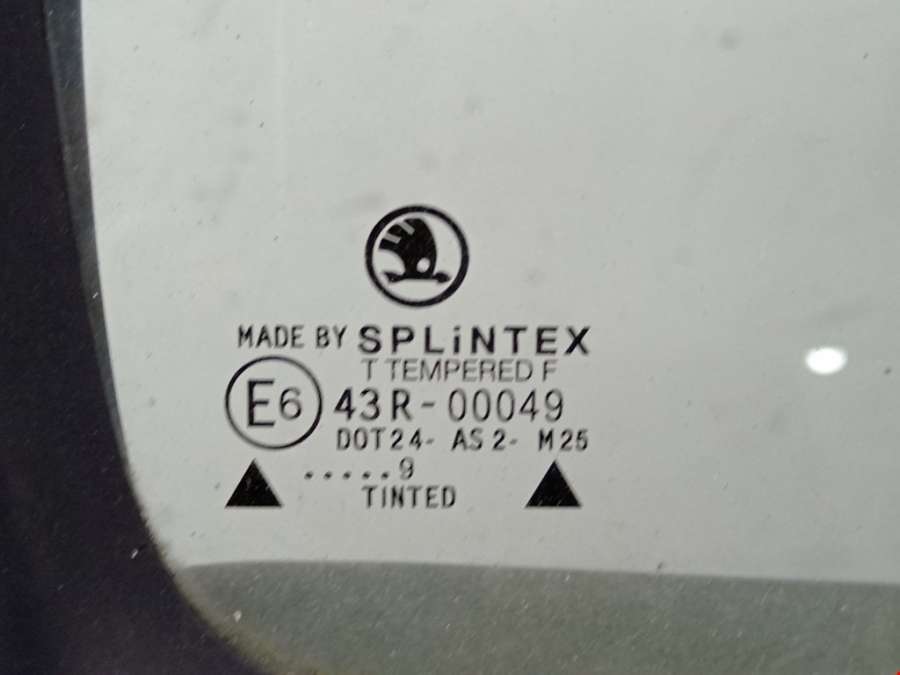 MADE BY SPLiNTEX
T TEMPERED F
E6 43R-00049
DOT24- AS2- M25
.....9
TINTED